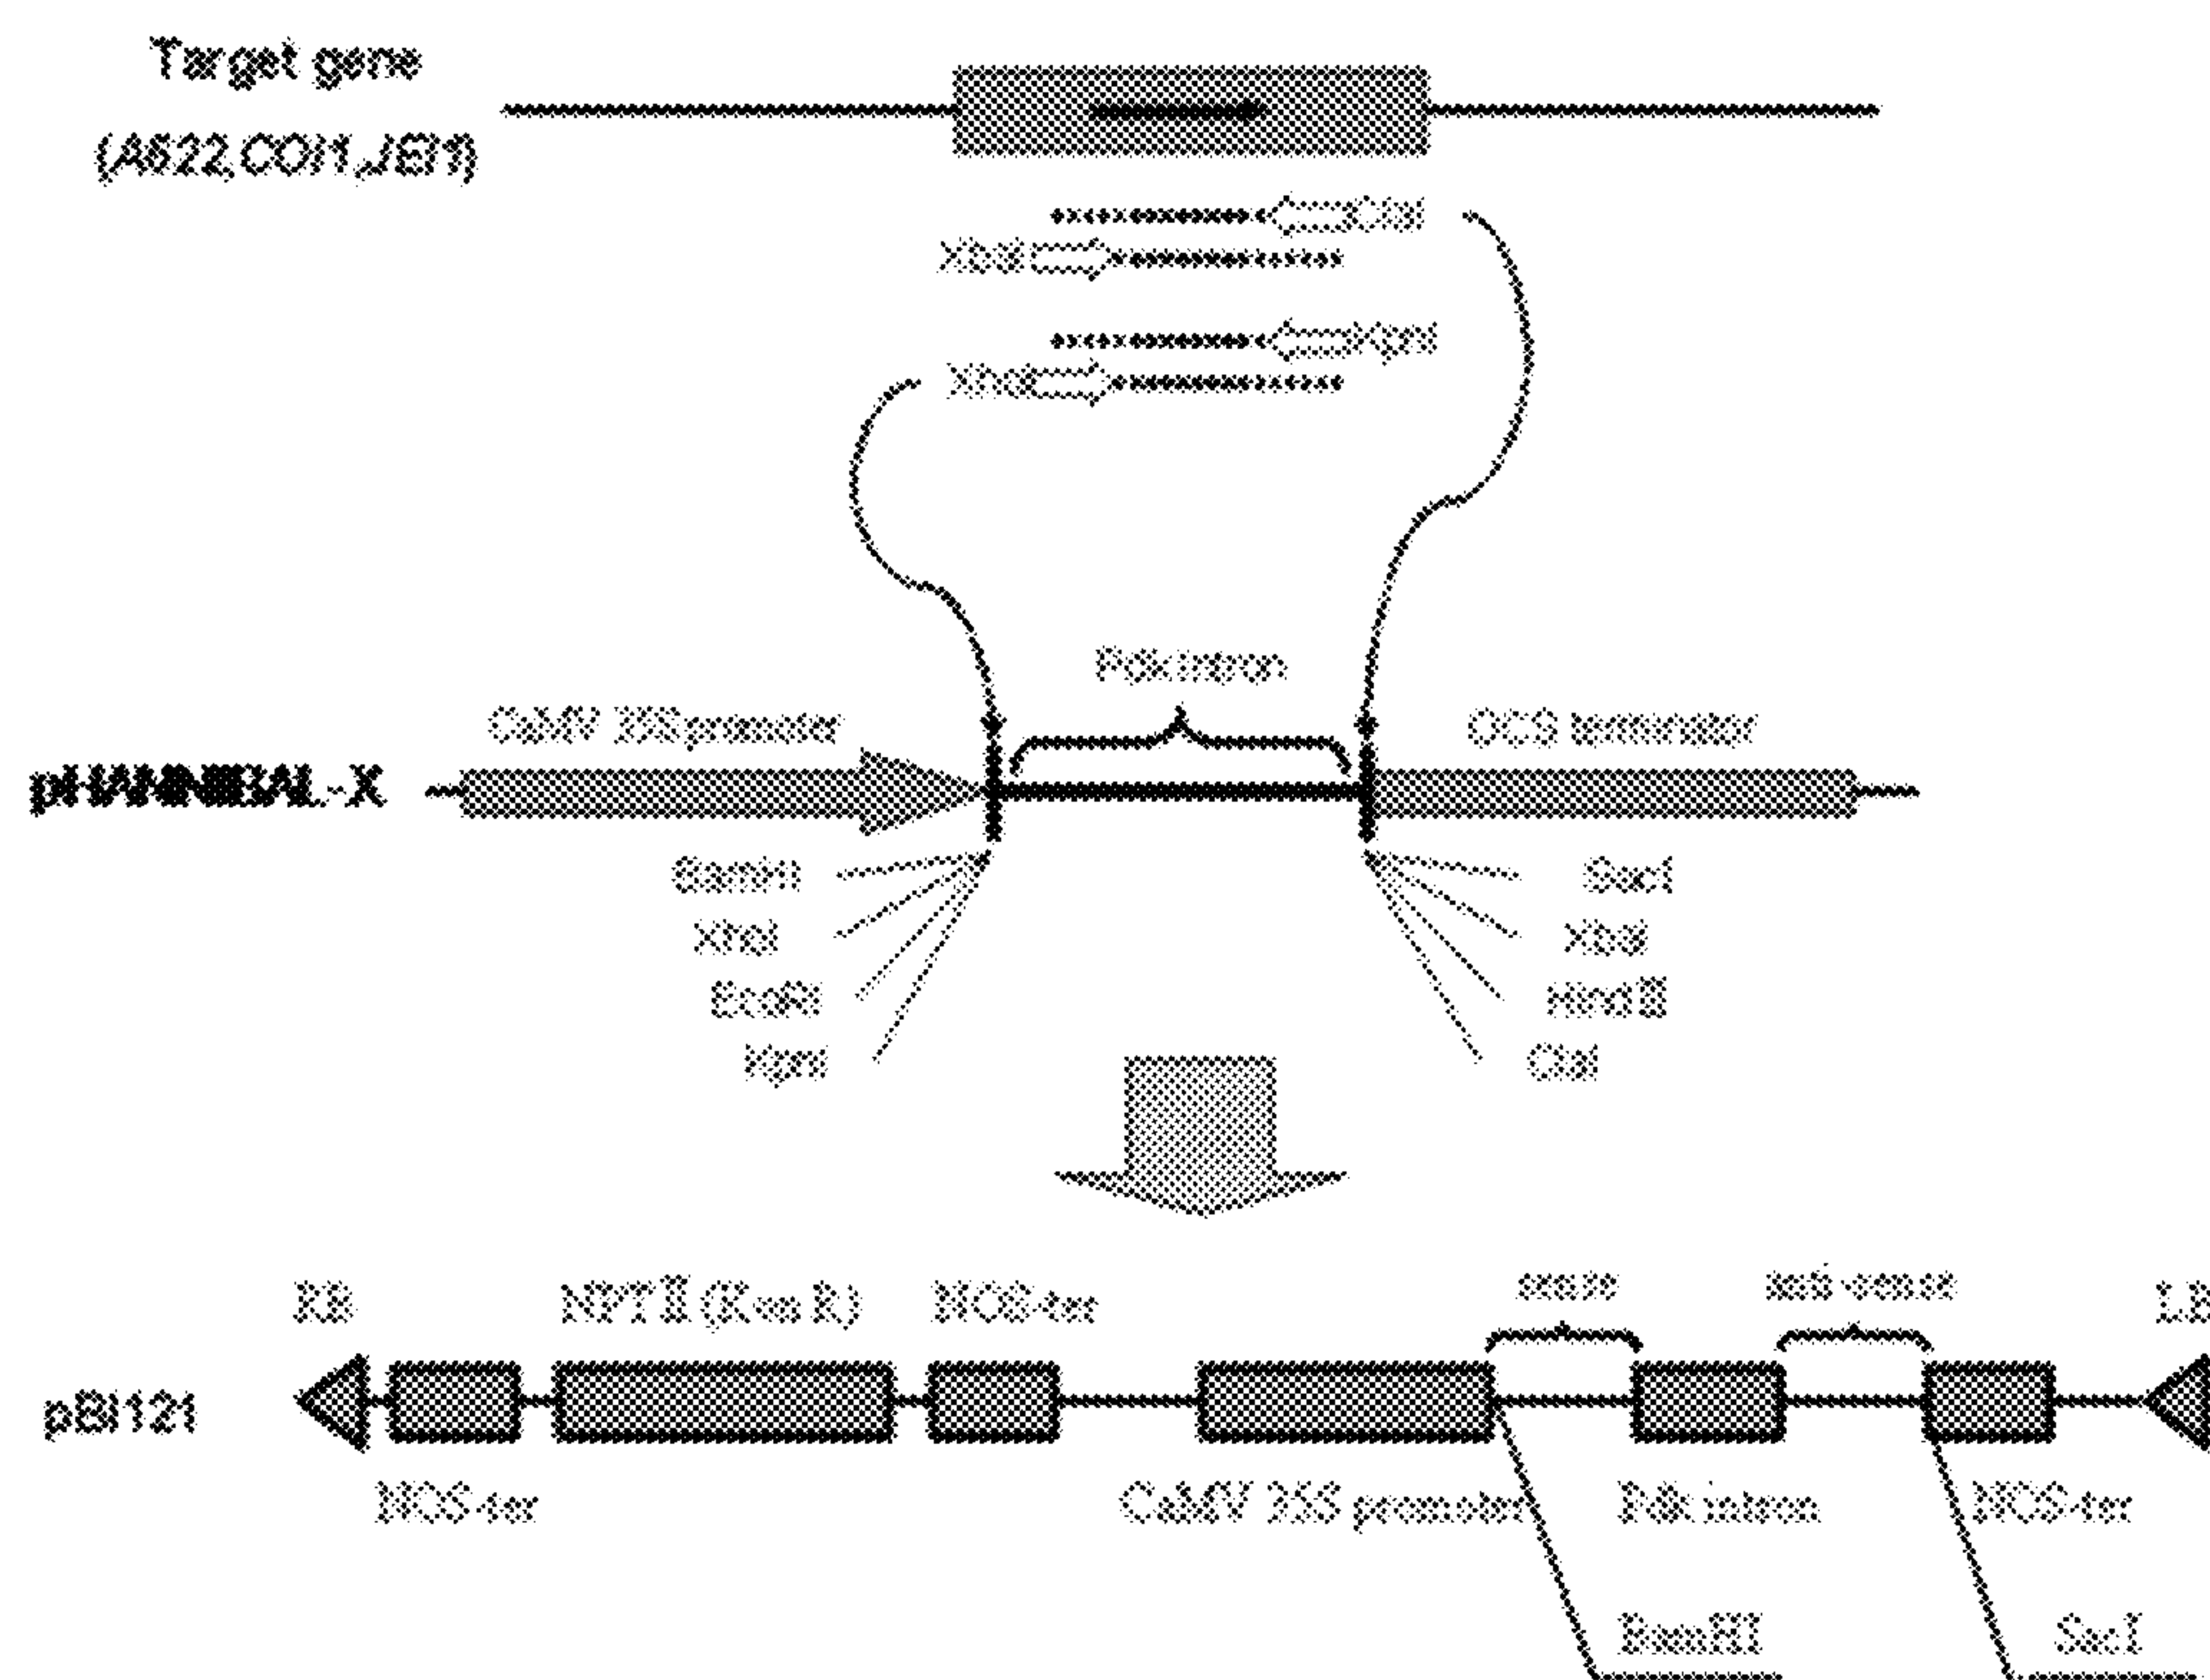 Target gene
(A622,COI1,JEI1)
ClaI
XbaI
KpnI
XhoI
Pdk intron
CaMV 35S promoter
OCS terminator
pHANNIBAL-X
BamHI
SacI
XhoI
XbaI
EcoRI
HindIII
KpnI
ClaI
RB
NPTII (Kan R)
NOS-ter
sense
anti-sense
pBI121
NOS-ter
CaMV 35S promoter
Pdk intron
NOS-ter
BamHI
SacI